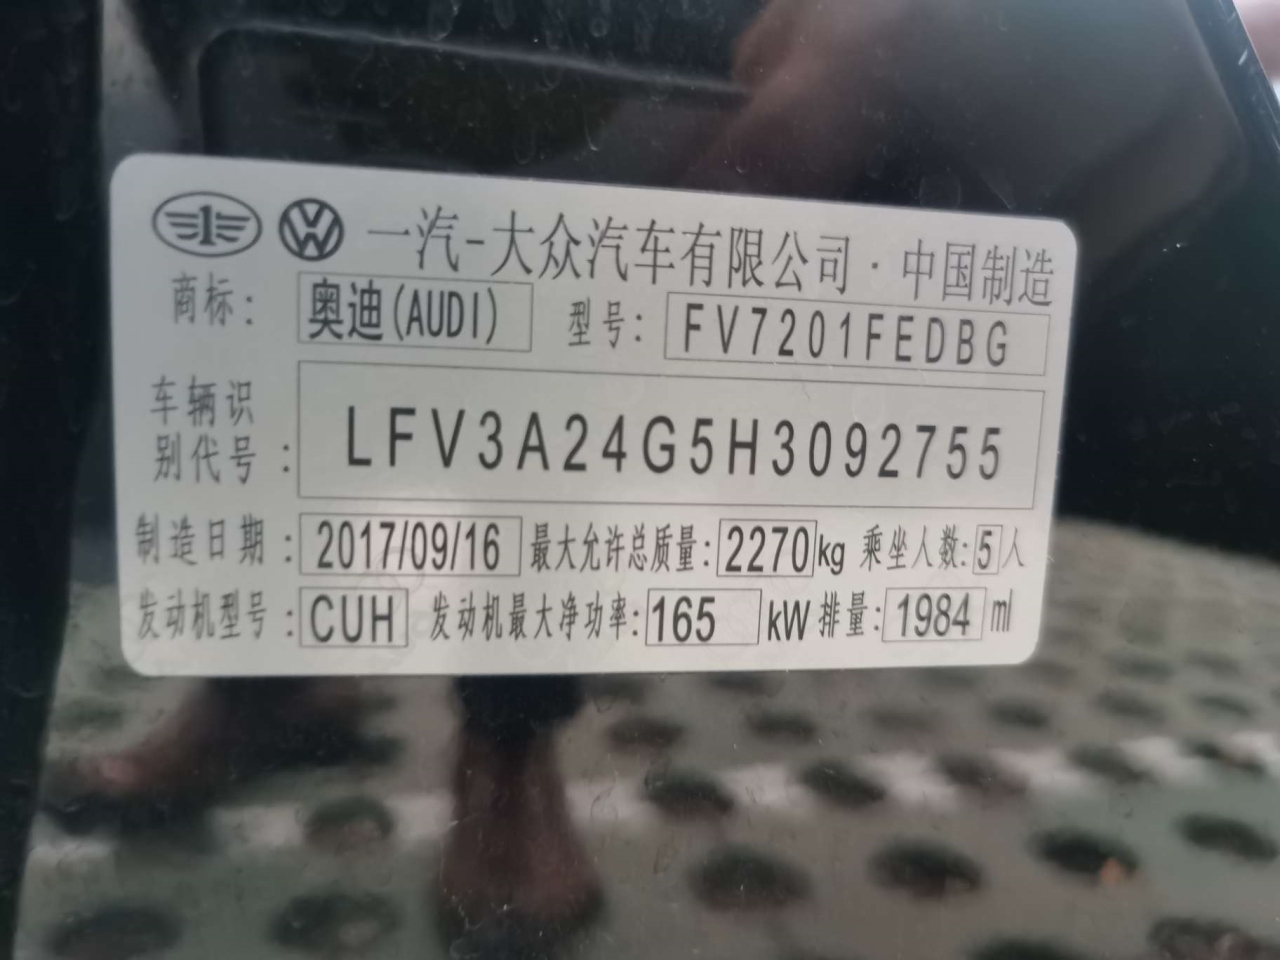 一汽-大众汽车有限公司·中国制造
商标: 奥迪(AUDI) 型号: FV7201FEDBG
车辆识别代号: LFV3A24G5H3092755
制造日期: 2017/09/16 最大允许总质量: 2270kg 乘坐人数: 5人
发动机型号: CUH 发动机最大净功率: 165 kW 排量: 1984 ml